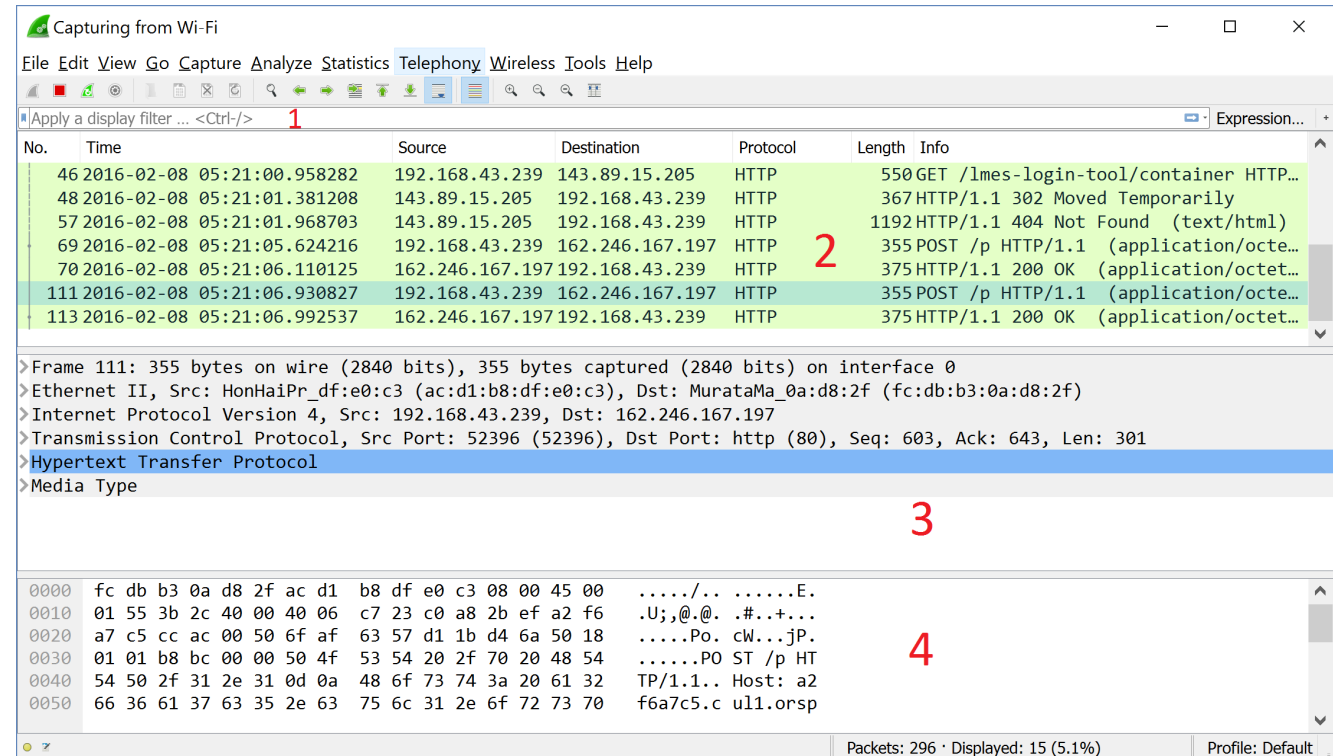 Capturing from Wi-Fi
File Edit View Go Capture Analyze Statistics Telephony Wireless Tools Help
Apply a display filter ... <Ctrl-/> 1 Expression... +
No. Time Source Destination Protocol Length Info
46 2016-02-08 05:21:00.958282 192.168.43.239 143.89.15.205 HTTP 550 GET /lmes-login-tool/container HTTP…
48 2016-02-08 05:21:01.381208 143.89.15.205 192.168.43.239 HTTP 367 HTTP/1.1 302 Moved Temporarily
57 2016-02-08 05:21:01.968703 143.89.15.205 192.168.43.239 HTTP 1192 HTTP/1.1 404 Not Found (text/html)
69 2016-02-08 05:21:05.624216 192.168.43.239 162.246.167.197 HTTP 355 POST /p HTTP/1.1 (application/octe…
2
70 2016-02-08 05:21:06.110125 162.246.167.197 192.168.43.239 HTTP 375 HTTP/1.1 200 OK (application/octet…
111 2016-02-08 05:21:06.930827 192.168.43.239 162.246.167.197 HTTP 355 POST /p HTTP/1.1 (application/octe…
113 2016-02-08 05:21:06.992537 162.246.167.197 192.168.43.239 HTTP 375 HTTP/1.1 200 OK (application/octet…
Frame 111: 355 bytes on wire (2840 bits), 355 bytes captured (2840 bits) on interface 0
Ethernet II, Src: HonHaiPr_df:e0:c3 (ac:d1:b8:df:e0:c3), Dst: MurataMa_0a:d8:2f (fc:db:b3:0a:d8:2f)
Internet Protocol Version 4, Src: 192.168.43.239, Dst: 162.246.167.197
Transmission Control Protocol, Src Port: 52396 (52396), Dst Port: http (80), Seq: 603, Ack: 643, Len: 301
Hypertext Transfer Protocol
Media Type
3
0000 fc db b3 0a d8 2f ac d1 b8 df e0 c3 08 00 45 00 ...../.. ......E.
0010 01 55 3b 2c 40 00 40 06 c7 23 c0 a8 2b ef a2 f6 .U;,@.@. .#..+...
0020 a7 c5 cc ac 00 50 6f af 63 57 d1 1b d4 6a 50 18 .....Po. cW...jP.
4
0030 01 01 b8 bc 00 00 50 4f 53 54 20 2f 70 20 48 54 ......PO ST /p HT
0040 54 50 2f 31 2e 31 0d 0a 48 6f 73 74 3a 20 61 32 TP/1.1.. Host: a2
0050 66 36 61 37 63 35 2e 63 75 6c 31 2e 6f 72 73 70 f6a7c5.c ul1.orsp
Packets: 296 · Displayed: 15 (5.1%) Profile: Default